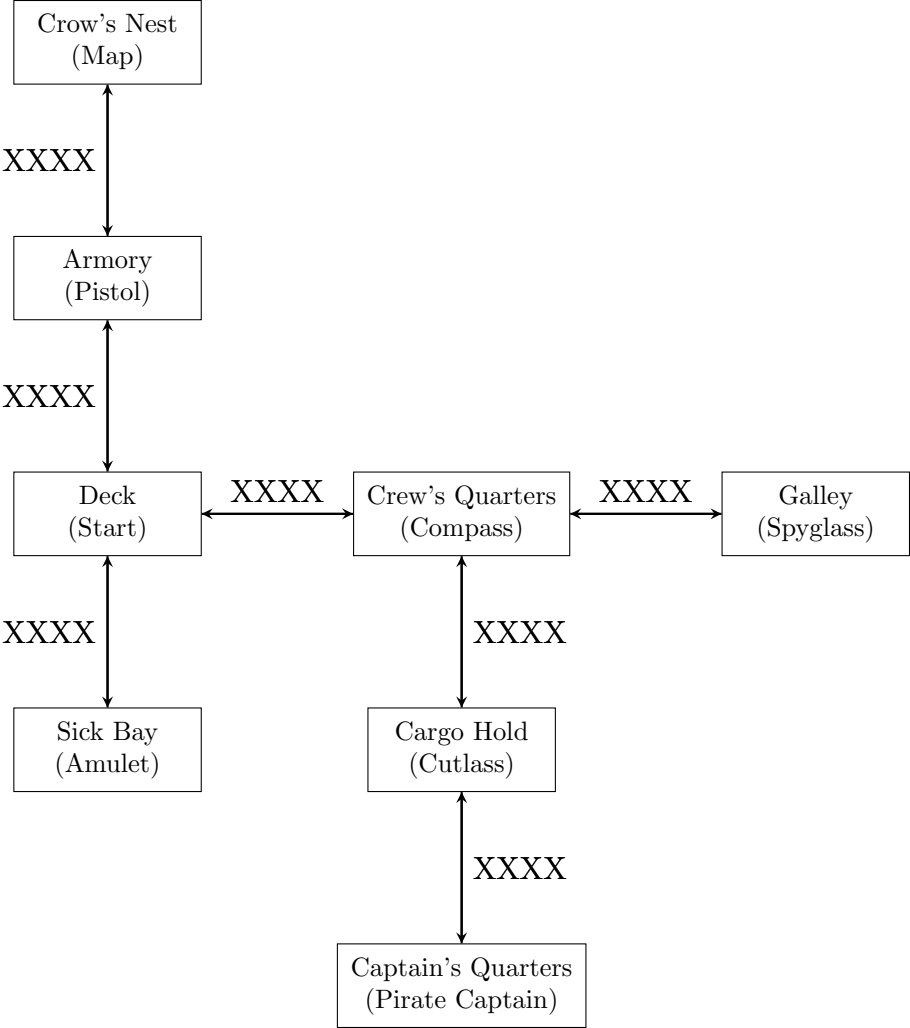 Crow's Nest
(Map)
XXXX
Armory
(Pistol)
XXXX
Deck
(Start)
XXXX
Crew's Quarters
(Compass)
XXXX
Galley
(Spyglass)
XXXX
XXXX
Sick Bay
(Amulet)
Cargo Hold
(Cutlass)
XXXX
Captain's Quarters
(Pirate Captain)